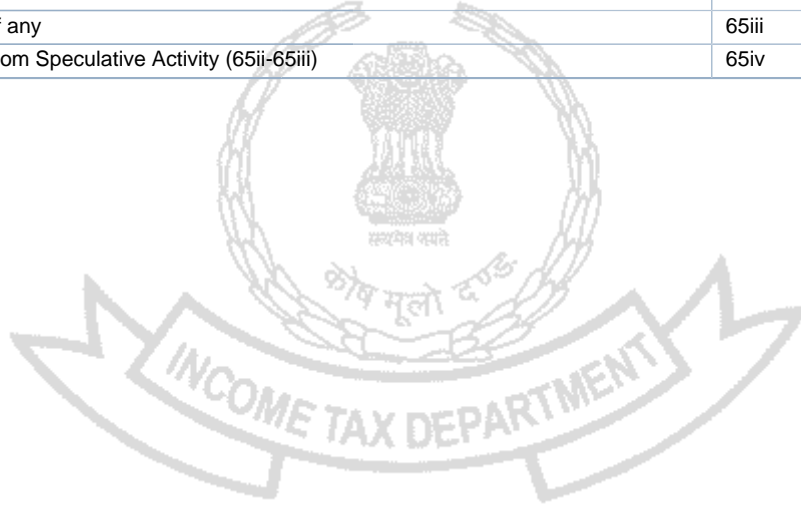 f any 65iii
om Speculative Activity (65ii-65iii) 65iv
सत्यमेव जयते
कोष मूलो दण्डः
INCOME TAX DEPARTMENT